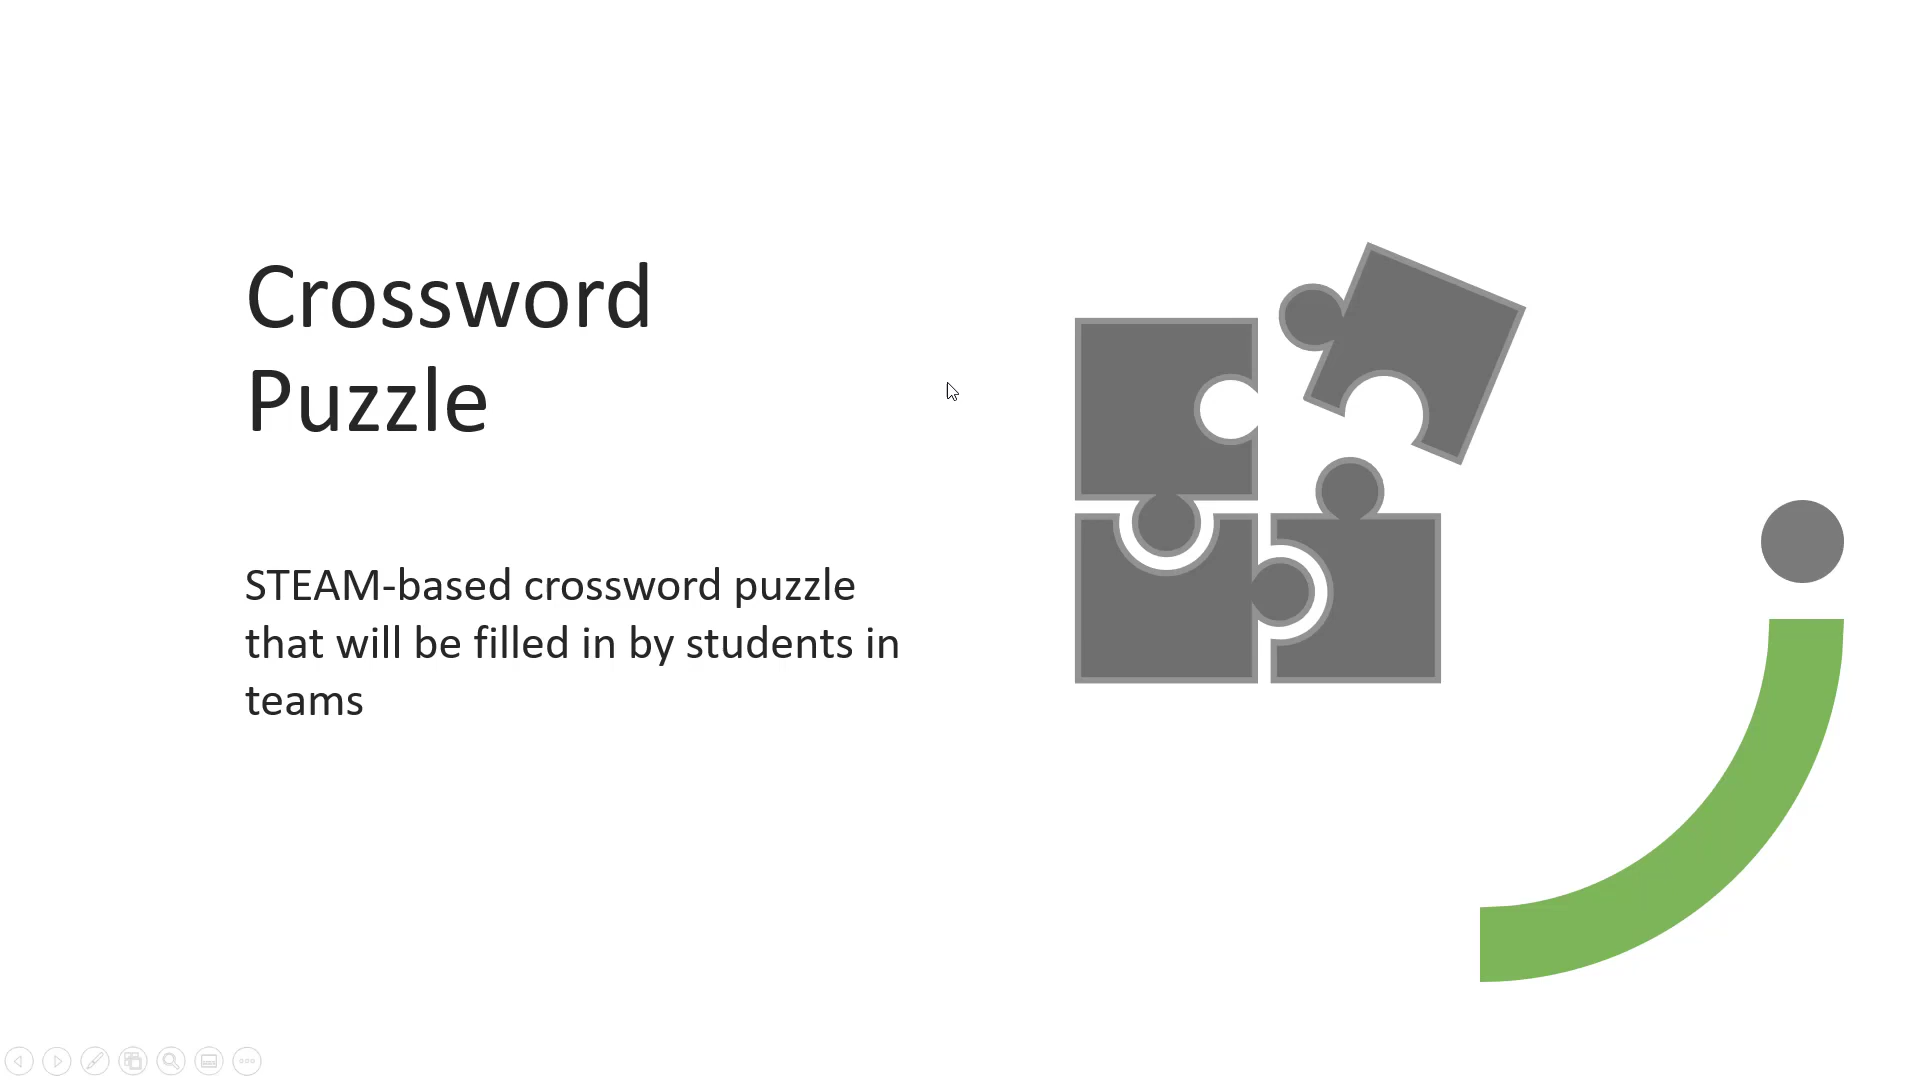 Crossword
Puzzle
STEAM-based crossword puzzle
that will be filled in by students in
teams